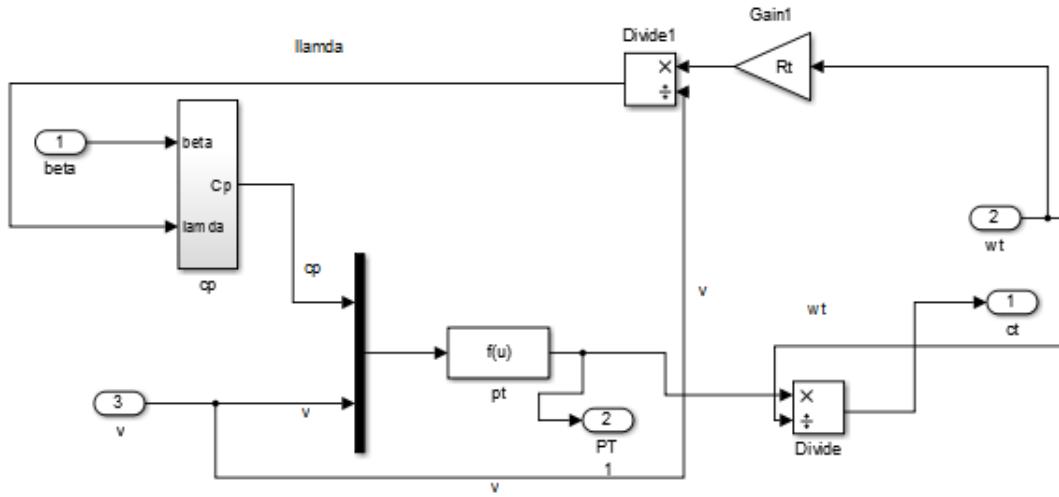 Gain1
Divide1
llamda
×
÷
Rt
1
beta
beta
Cp
lamda
cp
cp
2
wt
v
wt
1
ct
f(u)
pt
3
v
v
2
PT
1
×
÷
Divide
v